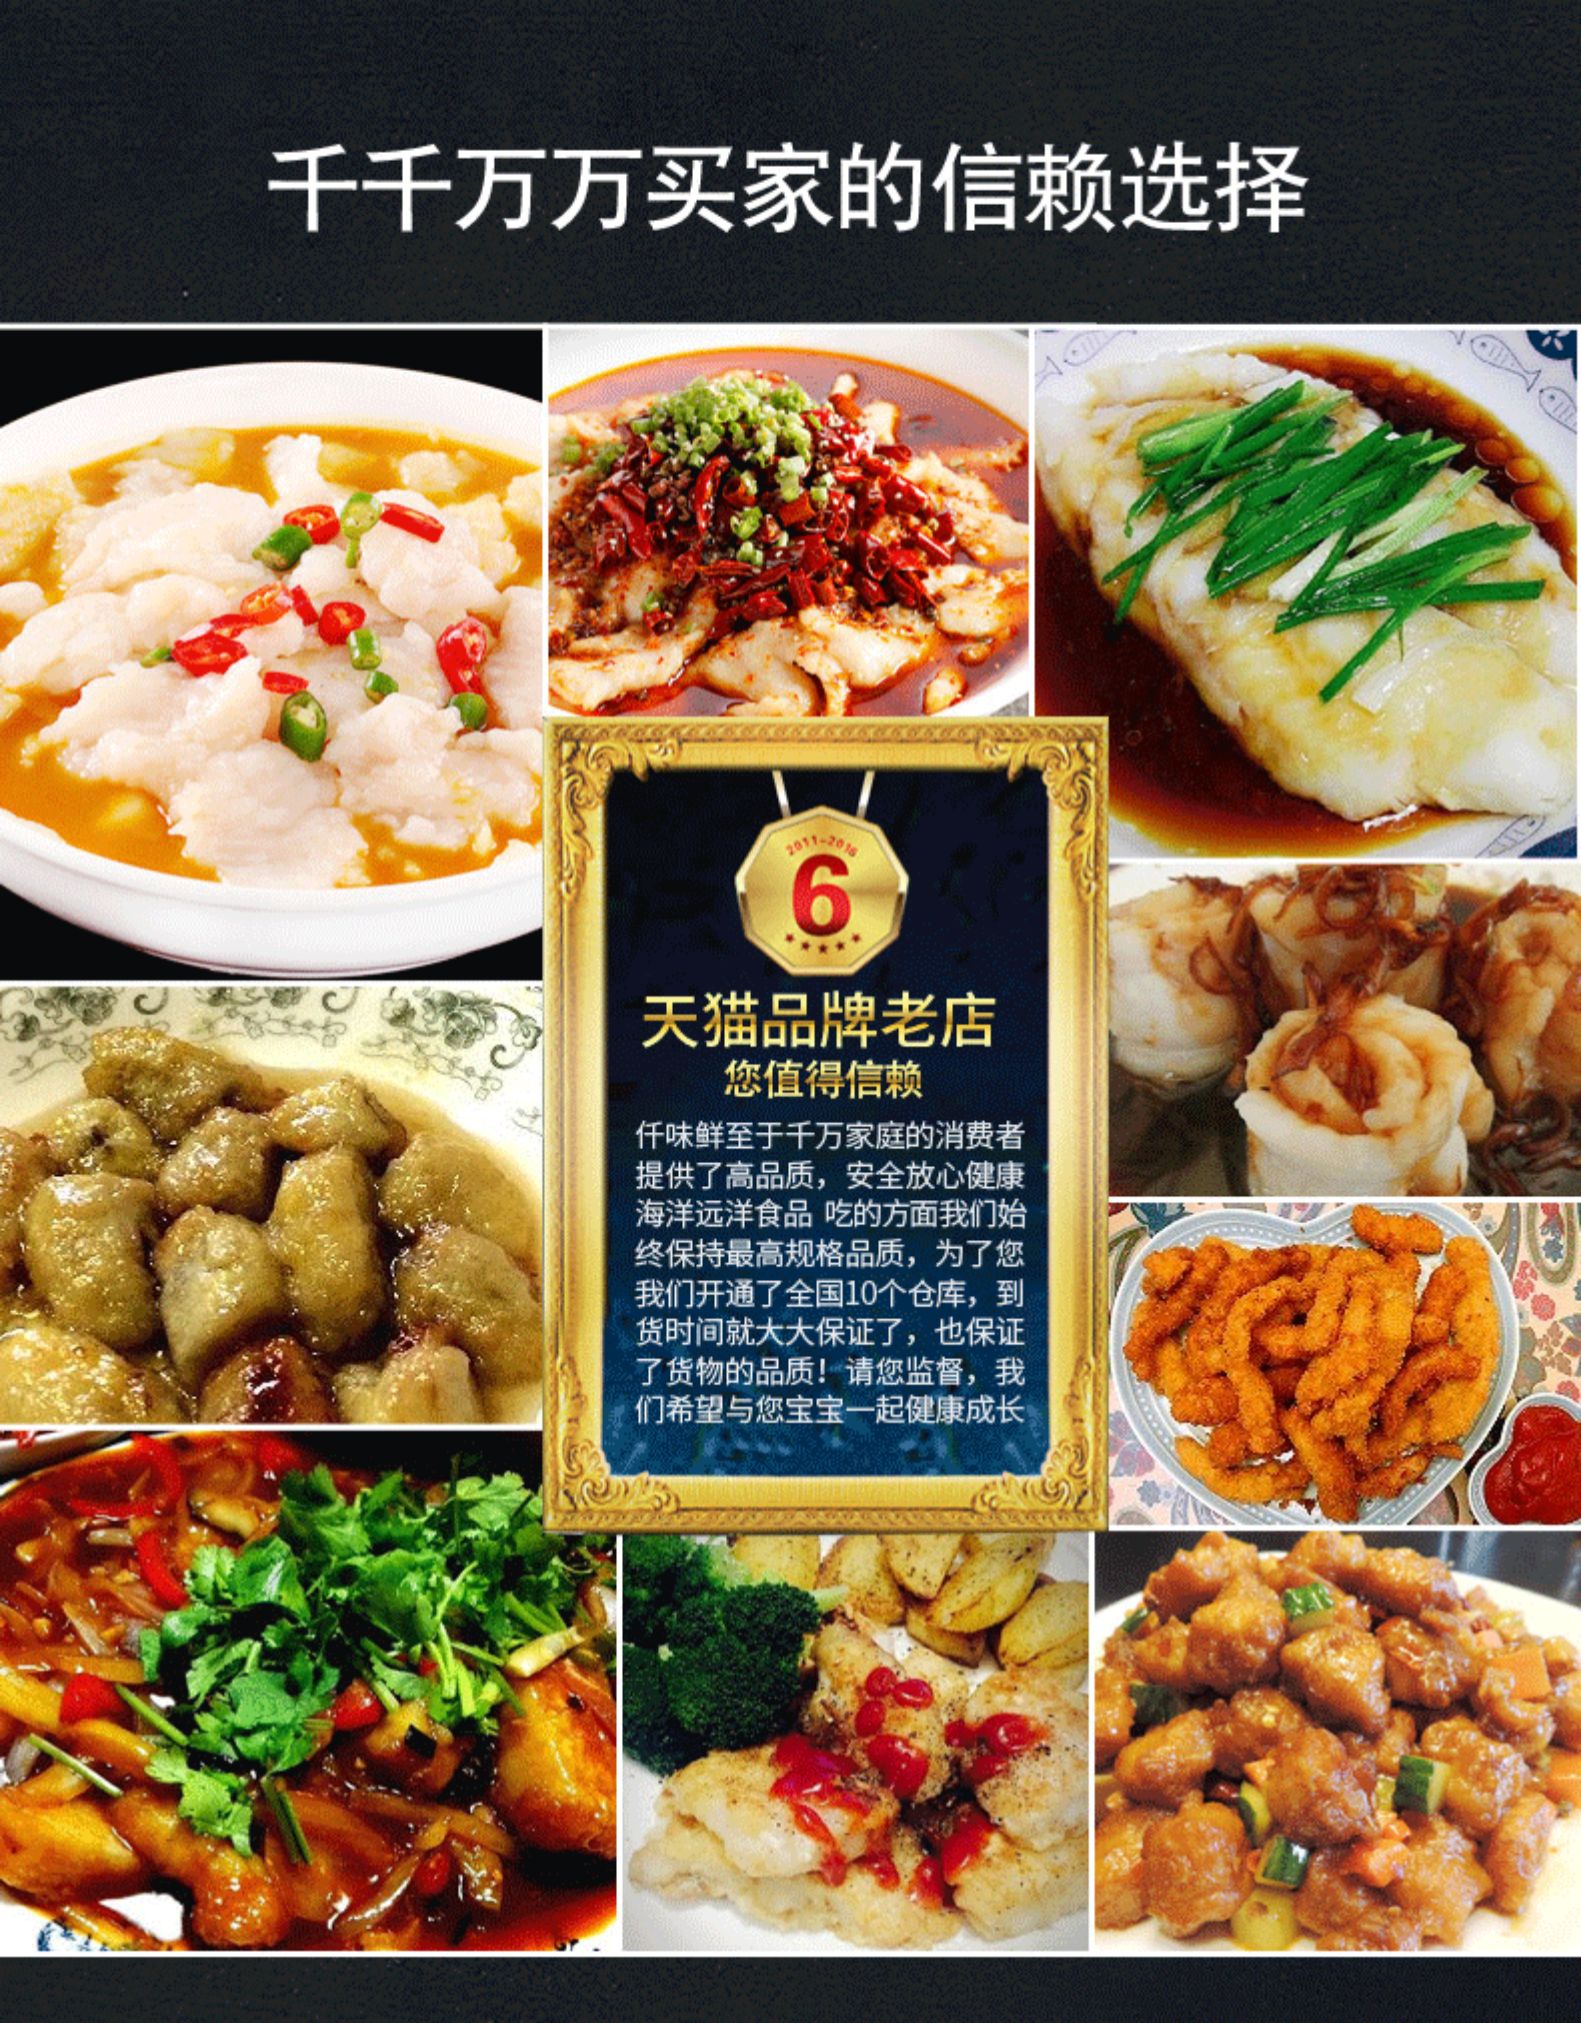 千千万万买家的信赖选择
2011-2016
6
天猫品牌老店
您值得信赖
仟味鲜至于千万家庭的消费者
提供了高品质，安全放心健康
海洋远洋食品 吃的方面我们始
终保持最高规格品质，为了您
我们开通了全国10个仓库，到
货时间就大大保证了，也保证
了货物的品质！请您监督，我
们希望与您宝宝一起健康成长